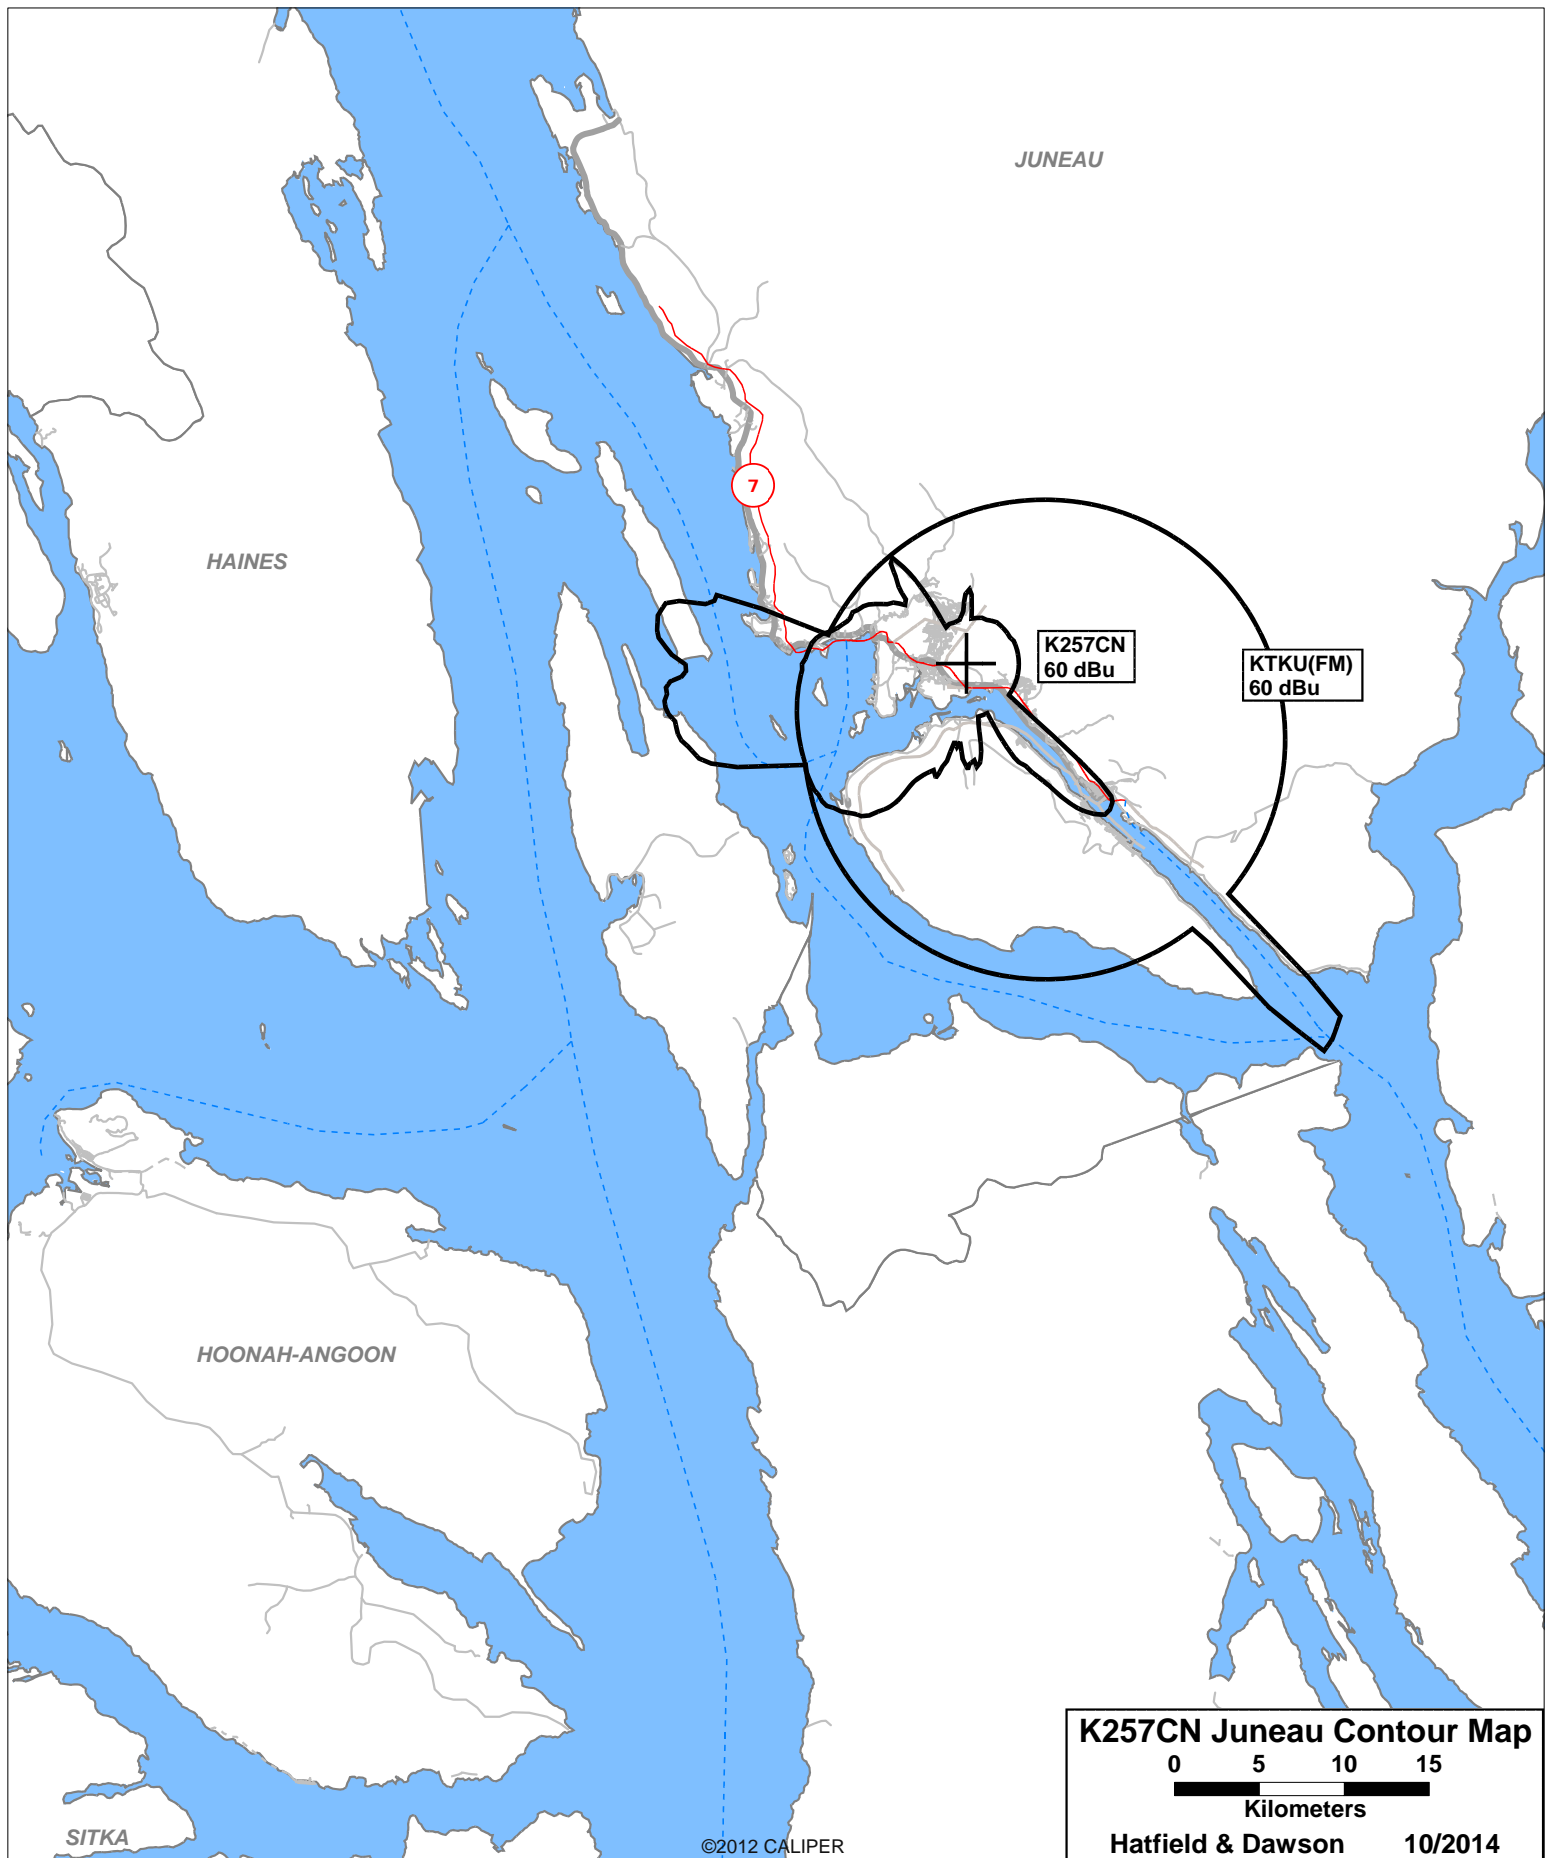 JUNEAU
7
HAINES
K257CN
60 dBu
KTKU(FM)
60 dBu
HOONAH-ANGOON
K257CN Juneau Contour Map
0 5 10 15
Kilometers
Hatfield & Dawson 10/2014
SITKA
©2012 CALIPER